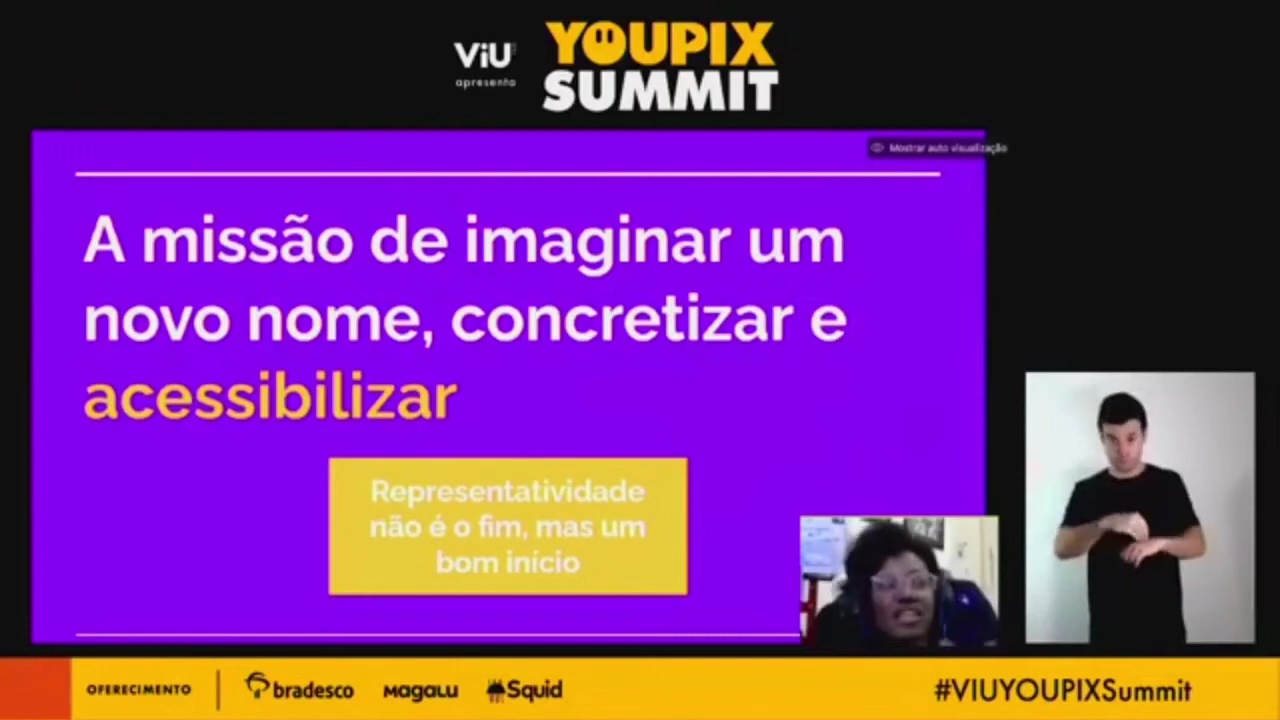 ViU
apresenta
YOUPIX
SUMMIT
Mostrar auto visualização
A missão de imaginar um
novo nome, concretizar e
acessibilizar
Representatividade
não é o fim, mas um
bom início
OFERECIMENTO
bradesco
MAGALU
Squid
#VIUYOUPIXSummit